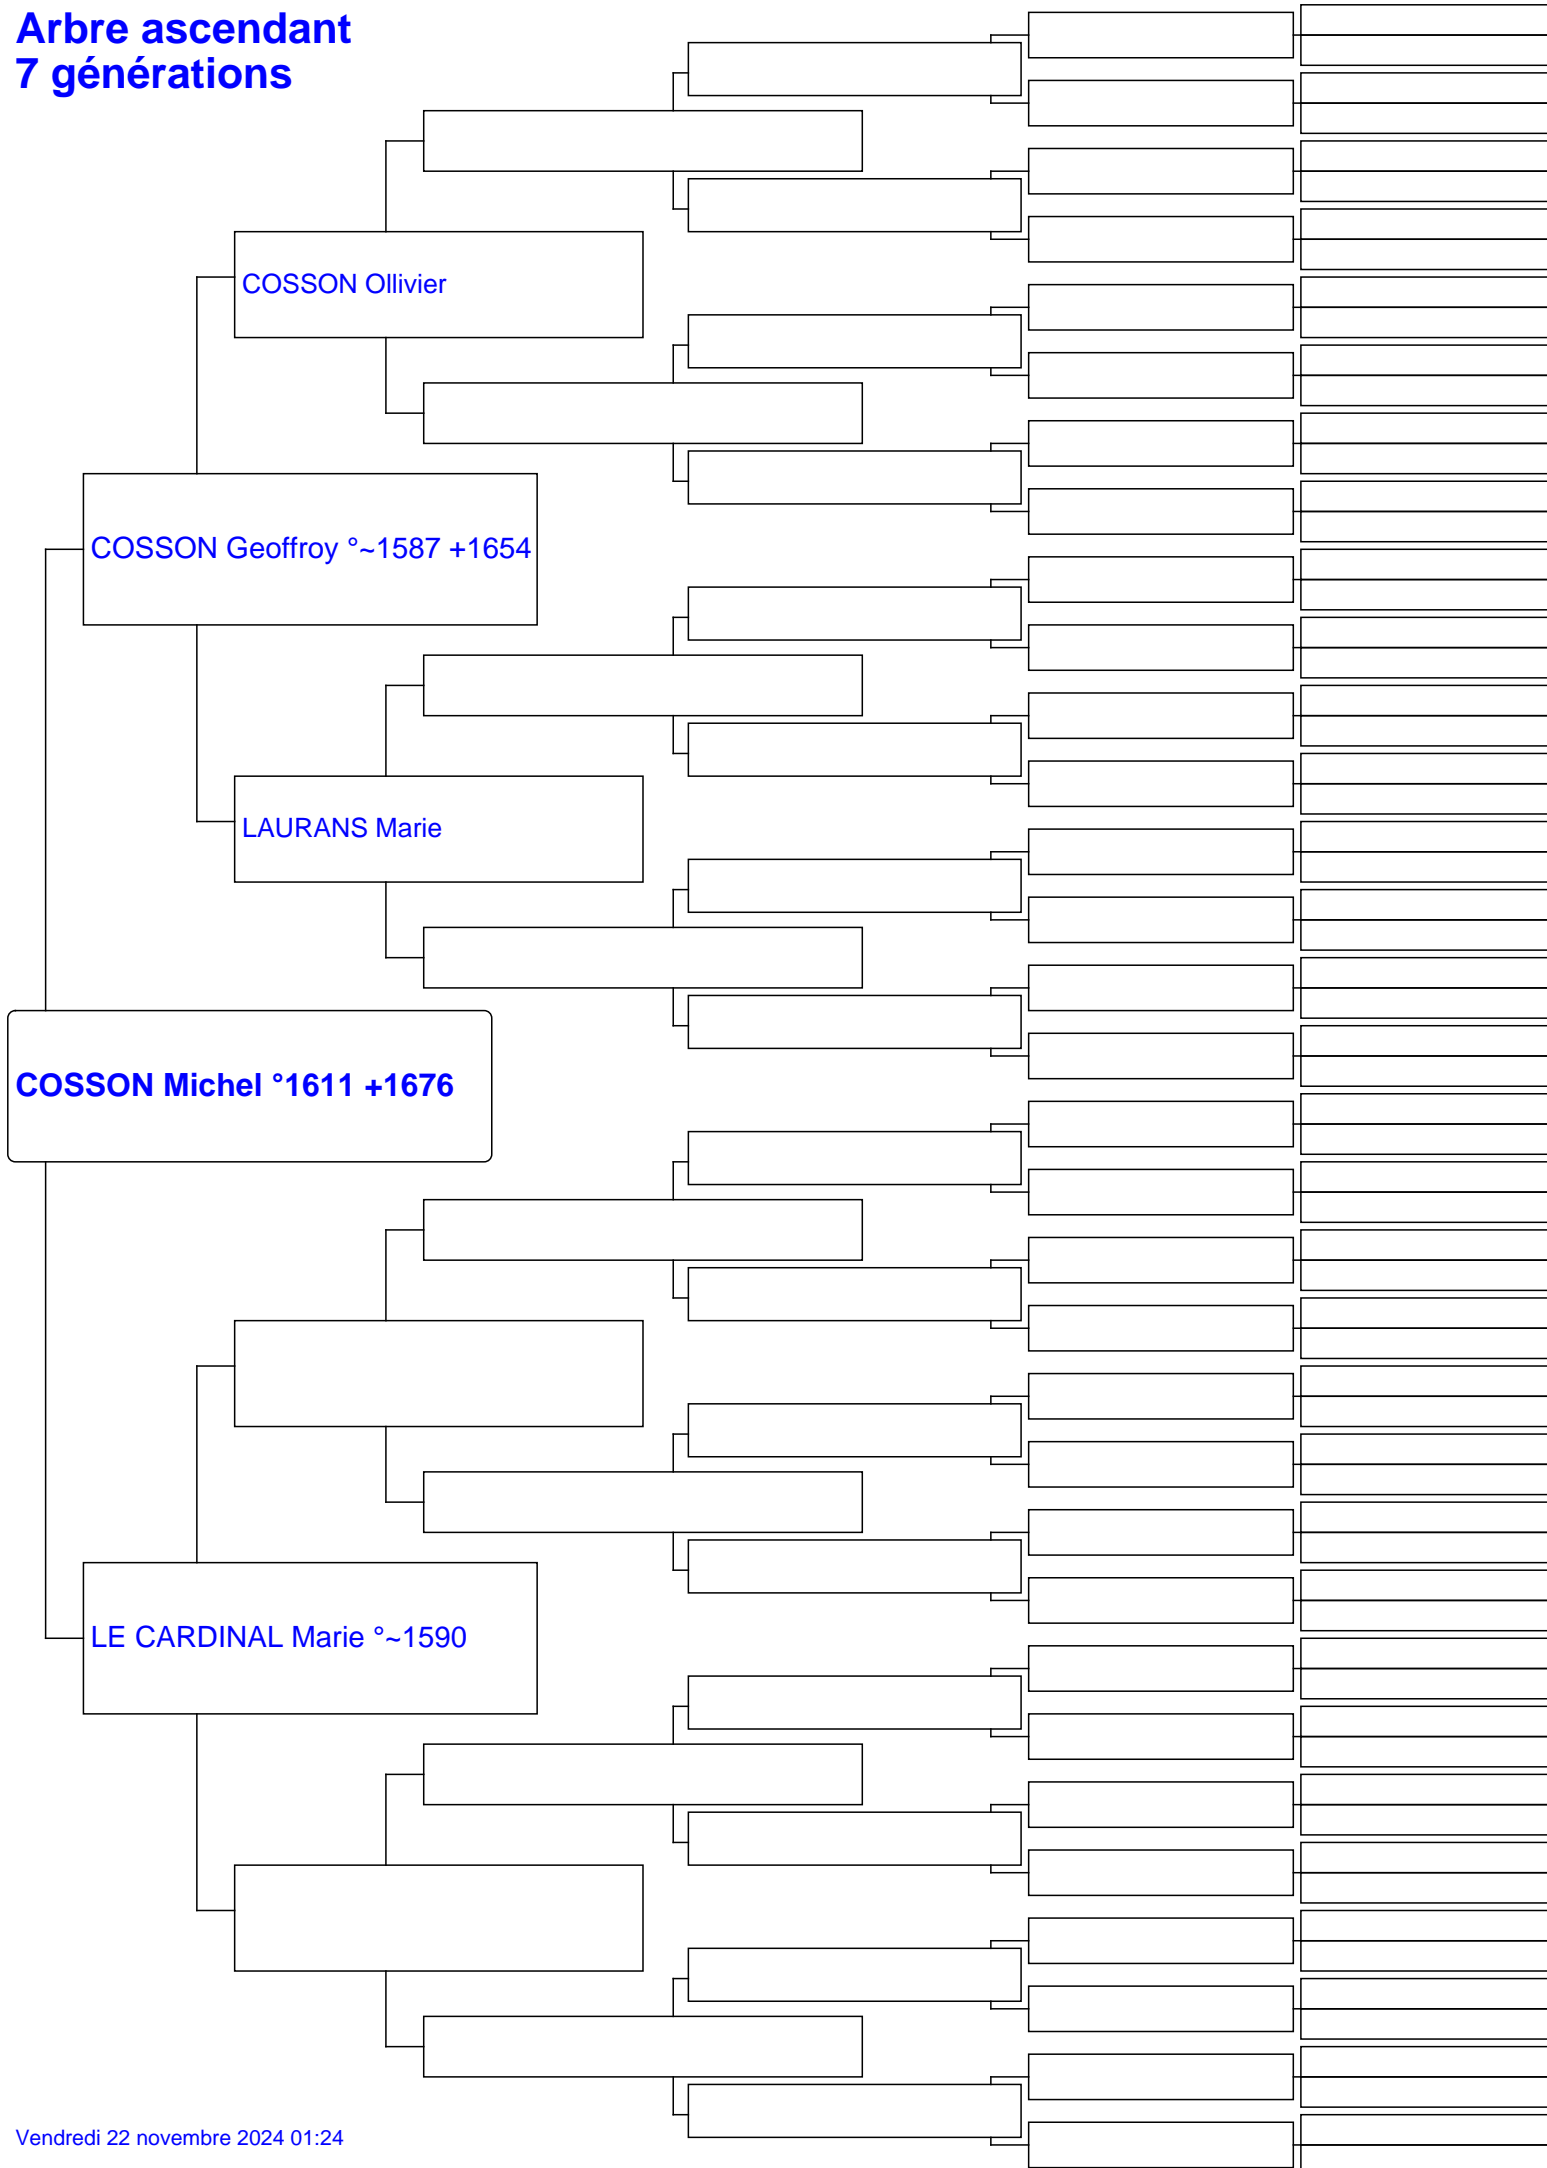 Arbre ascendant
7 générations
COSSON Ollivier
COSSON Geoffroy °~1587 +1654
LAURANS Marie
COSSON Michel °1611 +1676
LE CARDINAL Marie °~1590
Vendredi 22 novembre 2024 01:24